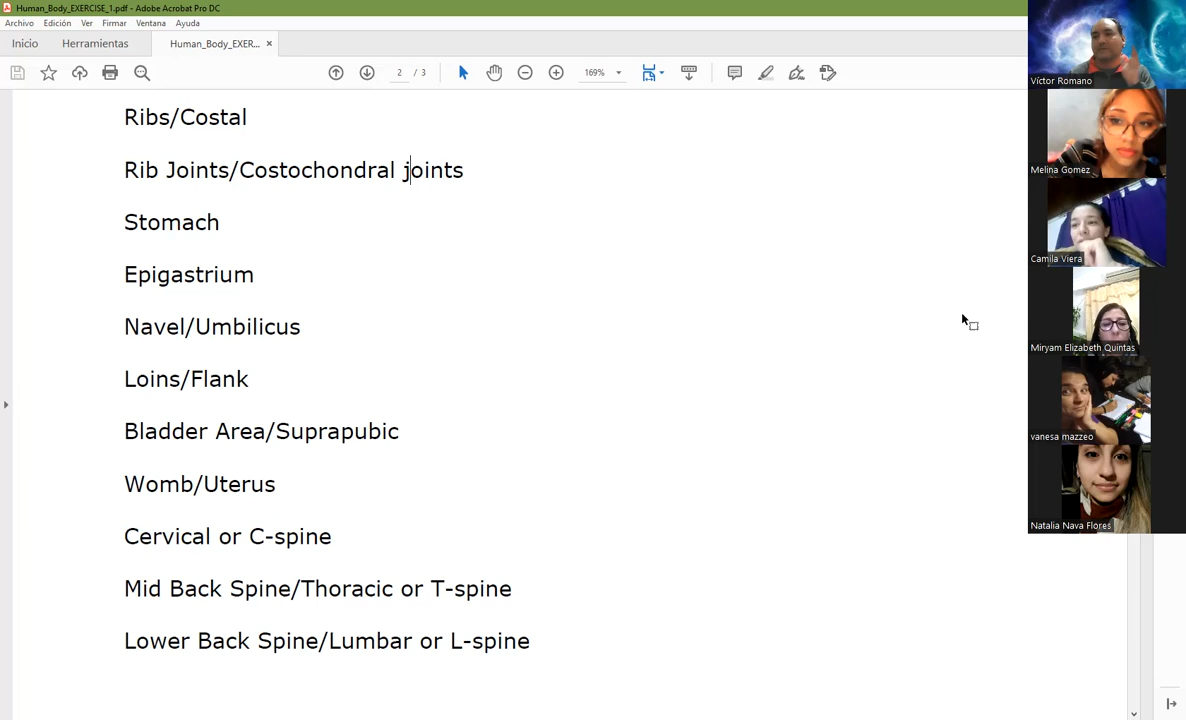 Human_Body_EXERCISE_1.pdf - Adobe Acrobat Pro DC
Archivo Edición Ver Firmar Ventana Ayuda
Inicio Herramientas Human_Body_EXER... ×
2 / 3 169%
Ribs/Costal
Rib Joints/Costochondral joints
Stomach
Epigastrium
Navel/Umbilicus
Loins/Flank
Bladder Area/Suprapubic
Womb/Uterus
Cervical or C-spine
Mid Back Spine/Thoracic or T-spine
Lower Back Spine/Lumbar or L-spine
Víctor Romano
Melina Gomez
Camila Viera
Miryam Elizabeth Quintas
vanesa mazzeo
Natalia Nava Flores